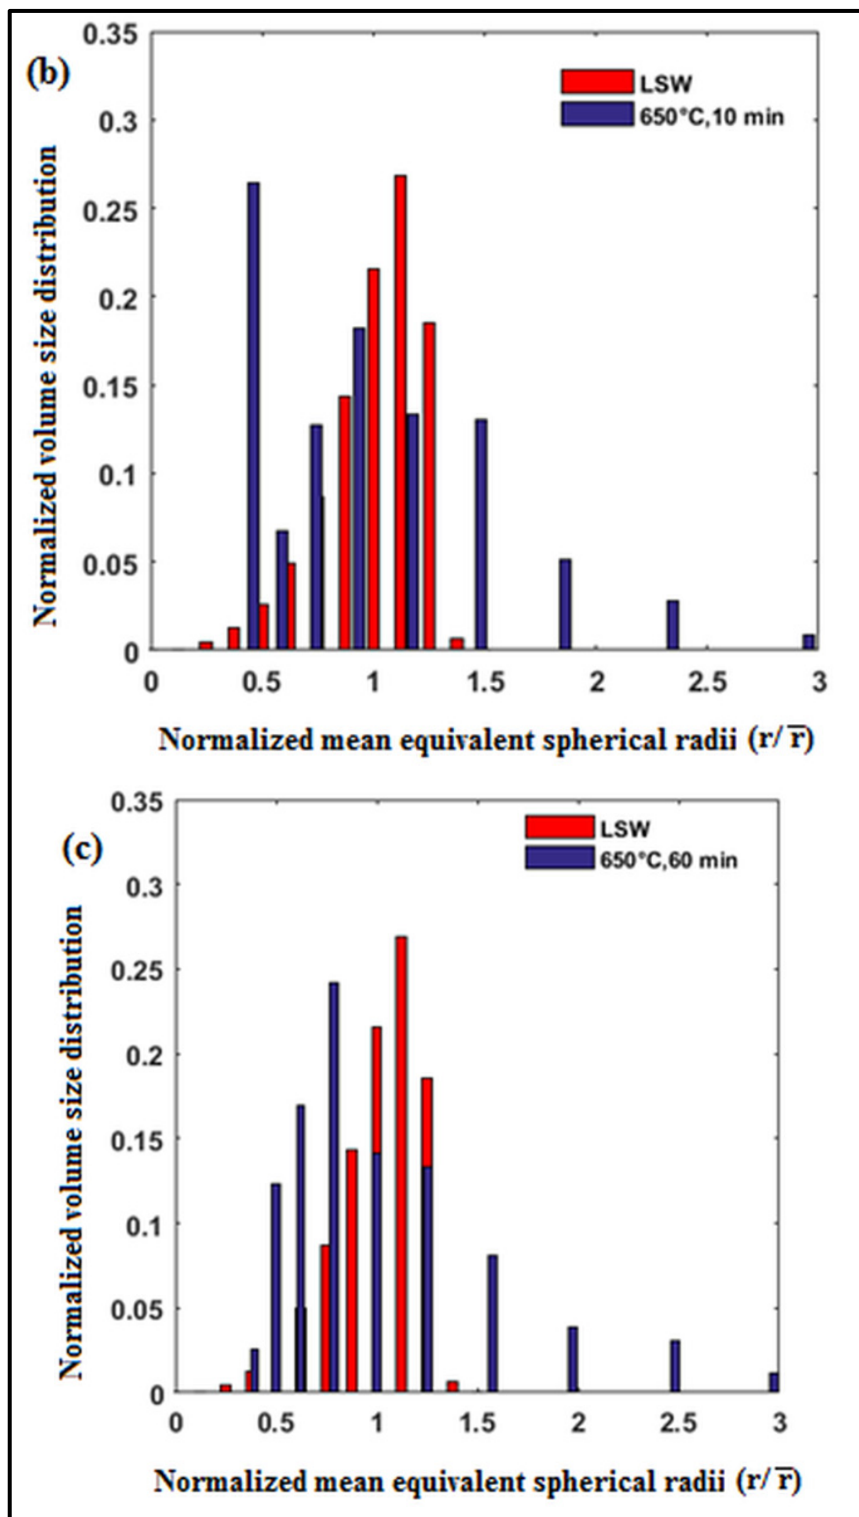 (b)
Normalized volume size distribution
0.35
0.3
0.25
0.2
0.15
0.1
0.05
0
LSW
650°C,10 min
0 0.5 1 1.5 2 2.5 3
Normalized mean equivalent spherical radii (r/ r̅)
(c)
Normalized volume size distribution
0.35
0.3
0.25
0.2
0.15
0.1
0.05
0
LSW
650°C,60 min
0 0.5 1 1.5 2 2.5 3
Normalized mean equivalent spherical radii (r/ r̅)